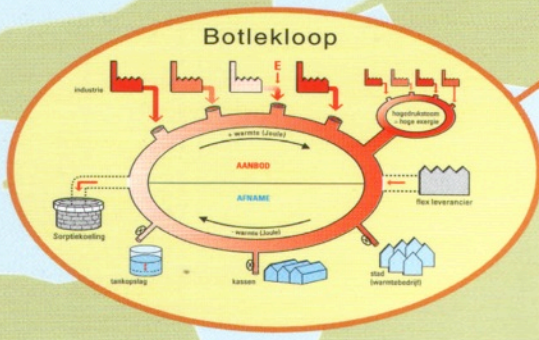 Botlekloop
E
industrie
hogedrukstoom
= hoge exergie
+ warmte (Joule)
AANBOD
AFNAME
- warmte (Joule)
flex leverancier
Sorptiekoeling
tankopslag
kassen
stad
(warmtebedrijf)